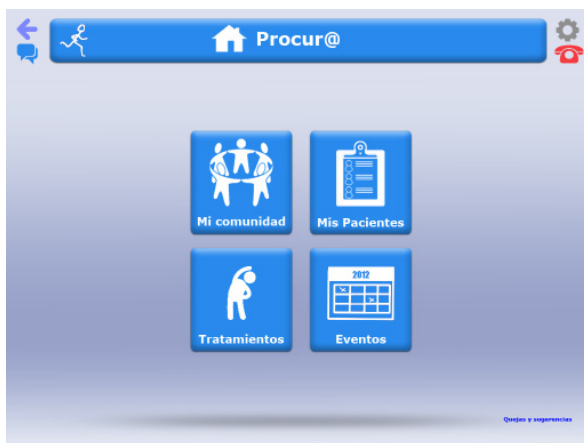 Procur@
Mi comunidad
Mis Pacientes
2012
Tratamientos
Eventos
Quejas y sugerencias